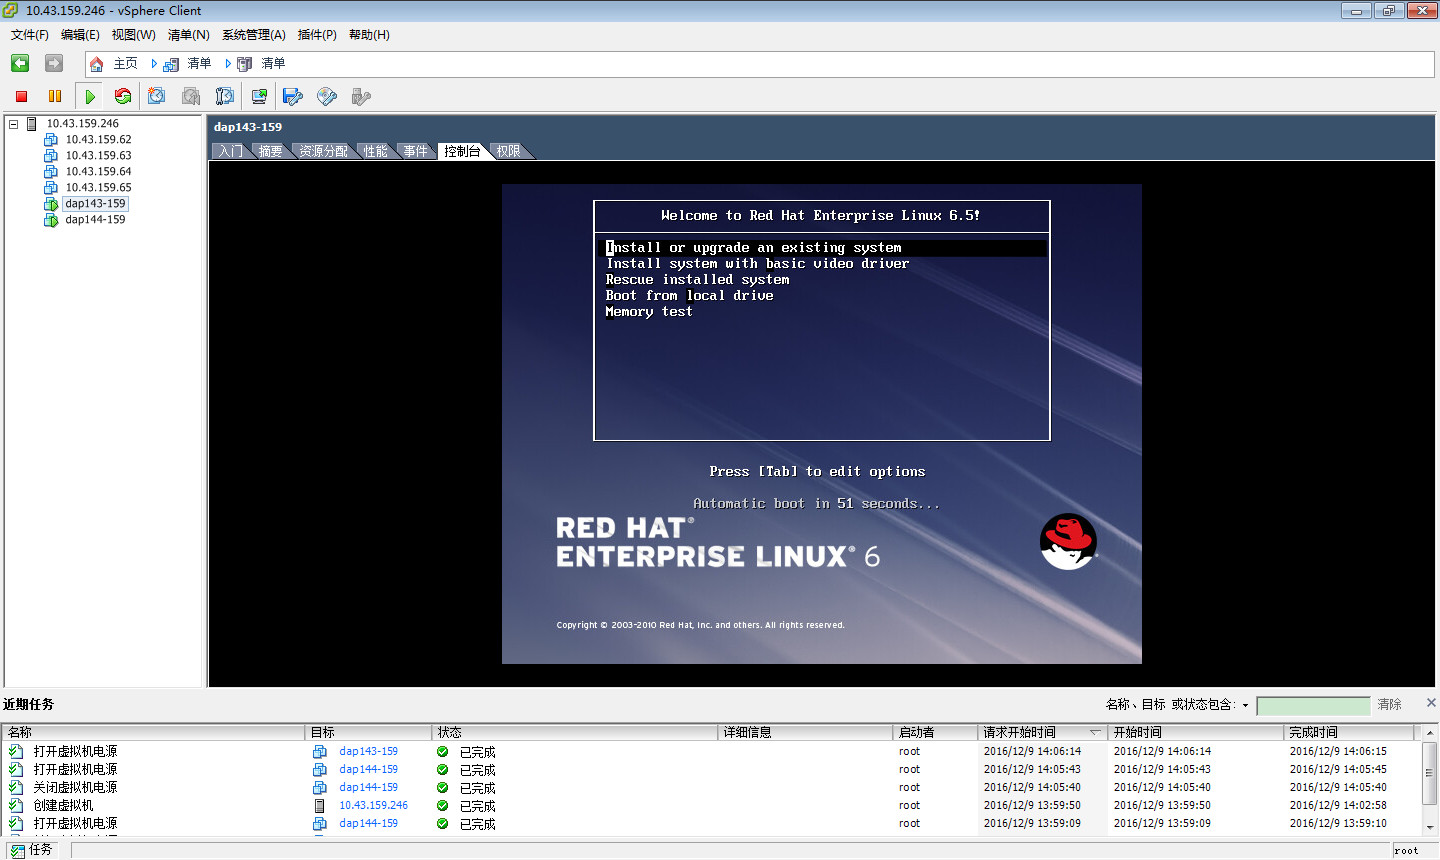 10.43.159.246 - vSphere Client
文件(F) 编辑(E) 视图(W) 清单(N) 系统管理(A) 插件(P) 帮助(H)
主页 清单 清单
10.43.159.246
10.43.159.62
10.43.159.63
10.43.159.64
10.43.159.65
dap143-159
dap144-159
dap143-159
入门 摘要 资源分配 性能 事件 控制台 权限
Welcome to Red Hat Enterprise Linux 6.5!
Install or upgrade an existing system
Install system with basic video driver
Rescue installed system
Boot from local drive
Memory test
Press [Tab] to edit options
Automatic boot in 51 seconds...
RED HAT®
ENTERPRISE LINUX® 6
Copyright © 2003-2010 Red Hat, Inc. and others. All rights reserved.
近期任务 名称、目标 或状态包含: 清除
名称 目标 状态 详细信息 启动者 请求开始时间 开始时间 完成时间
打开虚拟机电源 dap143-159 已完成 root 2016/12/9 14:06:14 2016/12/9 14:06:14 2016/12/9 14:06:15
打开虚拟机电源 dap144-159 已完成 root 2016/12/9 14:05:43 2016/12/9 14:05:43 2016/12/9 14:05:45
关闭虚拟机电源 dap144-159 已完成 root 2016/12/9 14:05:40 2016/12/9 14:05:40 2016/12/9 14:05:40
创建虚拟机 10.43.159.246 已完成 root 2016/12/9 13:59:50 2016/12/9 13:59:50 2016/12/9 14:02:58
打开虚拟机电源 dap144-159 已完成 root 2016/12/9 13:59:09 2016/12/9 13:59:09 2016/12/9 13:59:10
任务 root